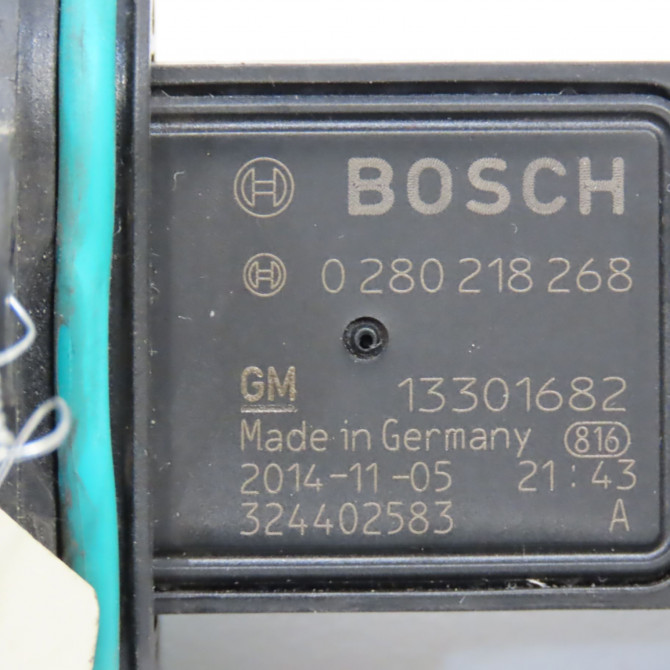 BOSCH
0 280 218 268
GM 13301682
Made in Germany 816
2014-11-05 21:43
324402583 A